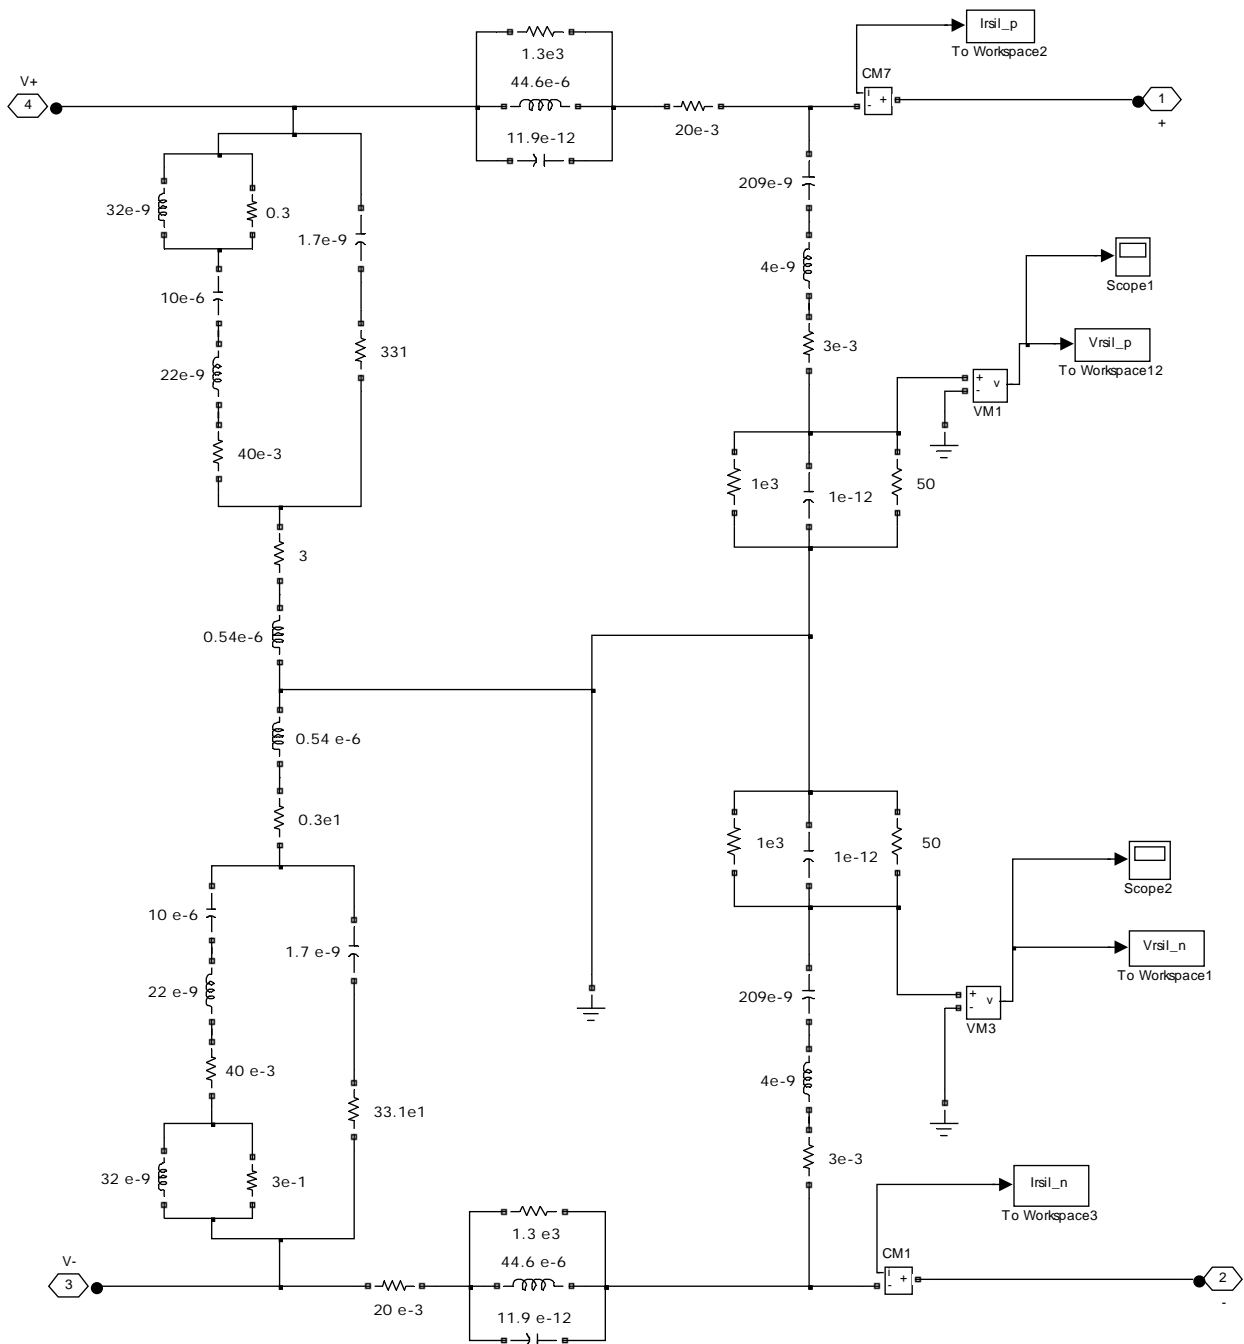 Irsil_p
To Workspace2
1.3e3
CM7
i
+
-
V+
4
44.6e-6
1
+
11.9e-12
20e-3
209e-9
32e-9
0.3
1.7e-9
4e-9
Scope1
10e-6
3e-3
331
Vrsil_p
To Workspace12
22e-9
+
-
v
VM1
40e-3
1e3
1e-12
50
3
0.54e-6
0.54 e-6
0.3e1
1e3
1e-12
50
Scope2
10 e-6
1.7 e-9
Vrsil_n
To Workspace1
22 e-9
209e-9
+
-
v
VM3
40 e-3
4e-9
33.1e1
32 e-9
3e-1
3e-3
Irsil_n
To Workspace3
1.3 e3
CM1
i
+
-
V-
3
44.6 e-6
2
-
20 e-3
11.9 e-12